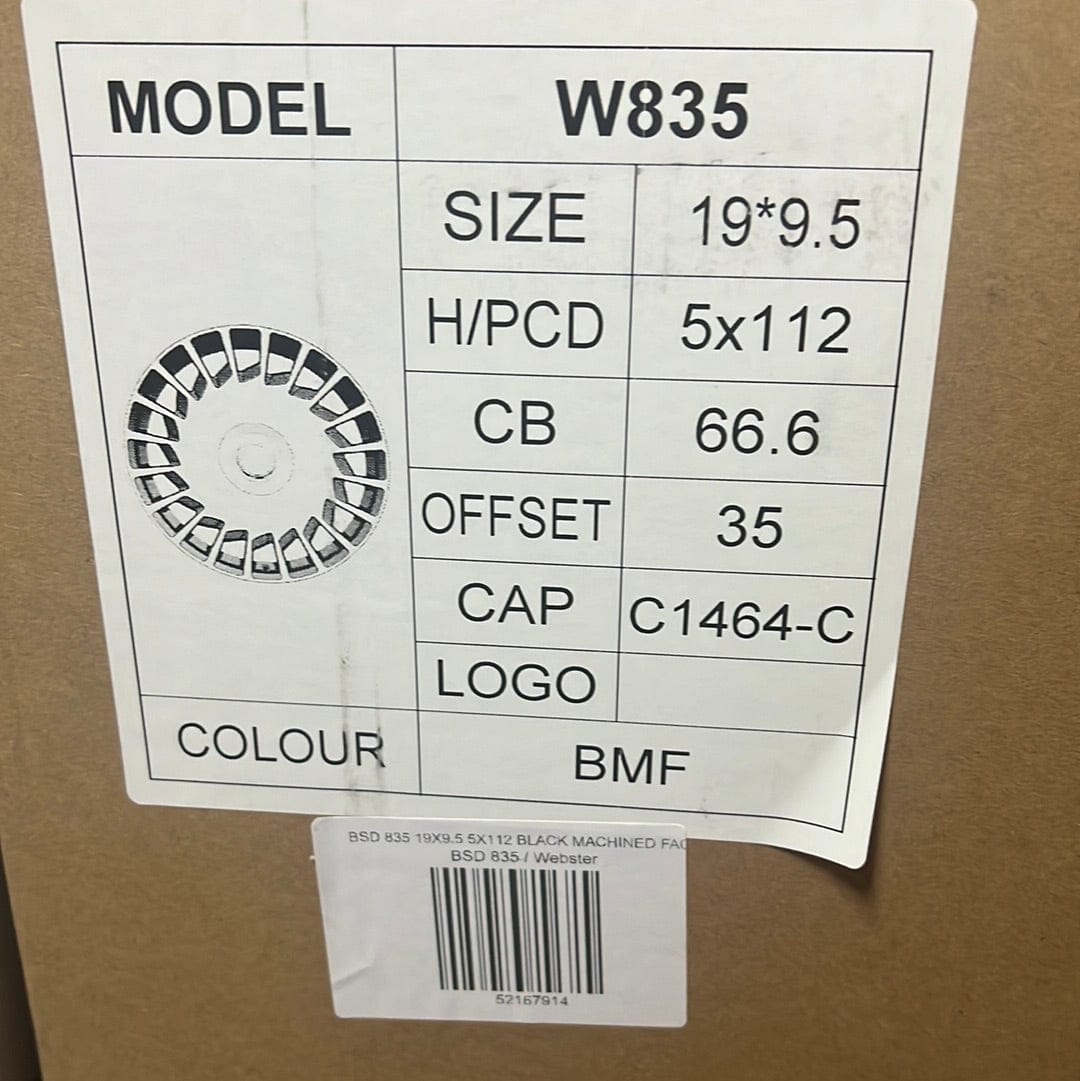 MODEL W835
SIZE 19*9.5
H/PCD 5x112
CB 66.6
OFFSET 35
CAP C1464-C
LOGO
COLOUR BMF
BSD 835 19X9.5 5X112 BLACK MACHINED FAC
BSD 835 / Webster
52167914